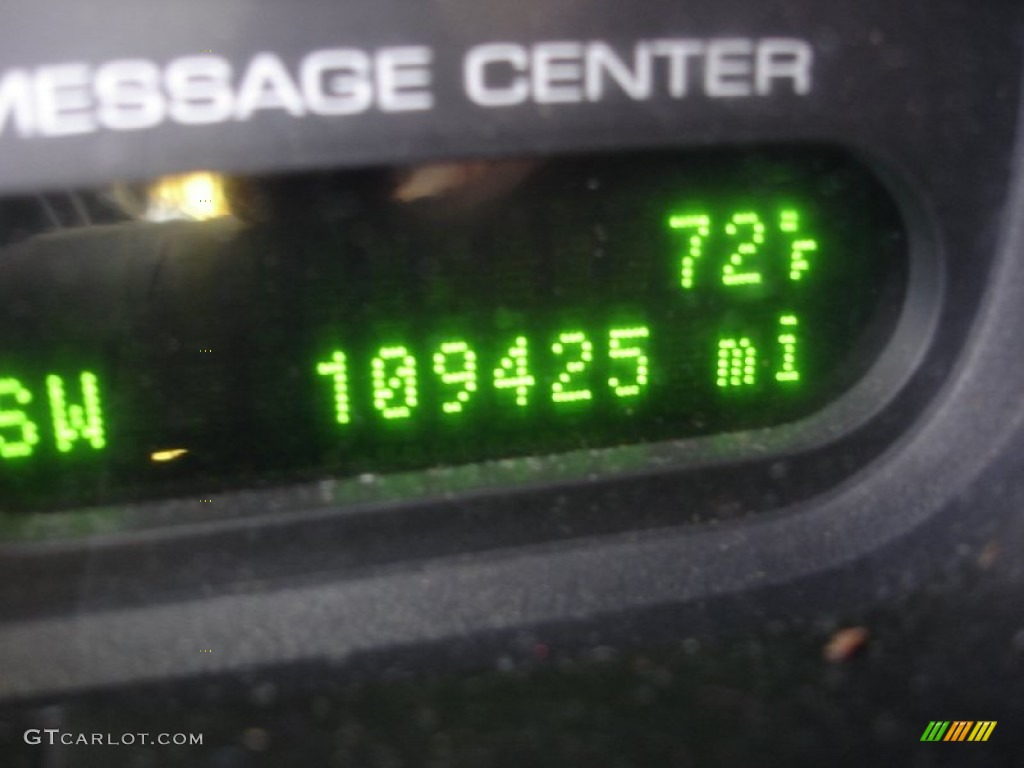 MESSAGE CENTER
72°F
SW 109425 mi
GTCARLOT.COM